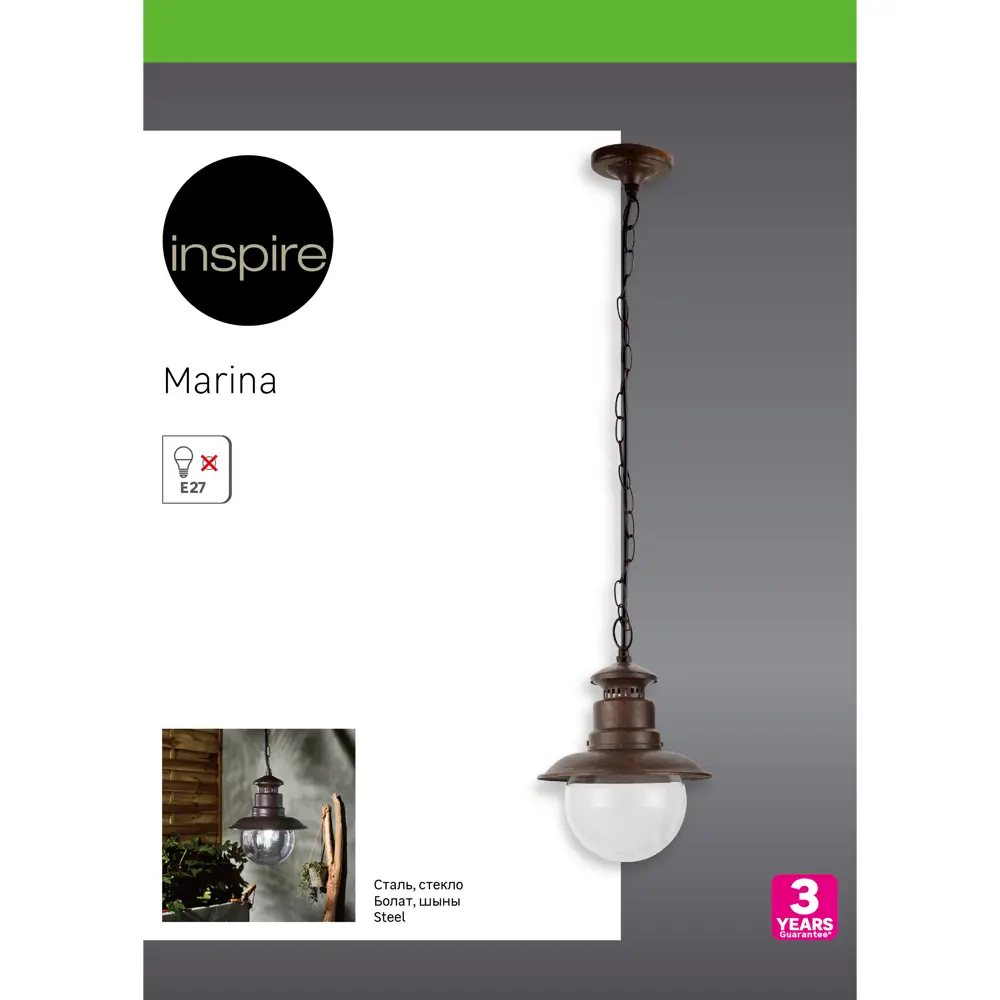 inspire
Marina
E27
Сталь, стекло
Болат, шыны
Steel
3
YEARS
Guarantee*